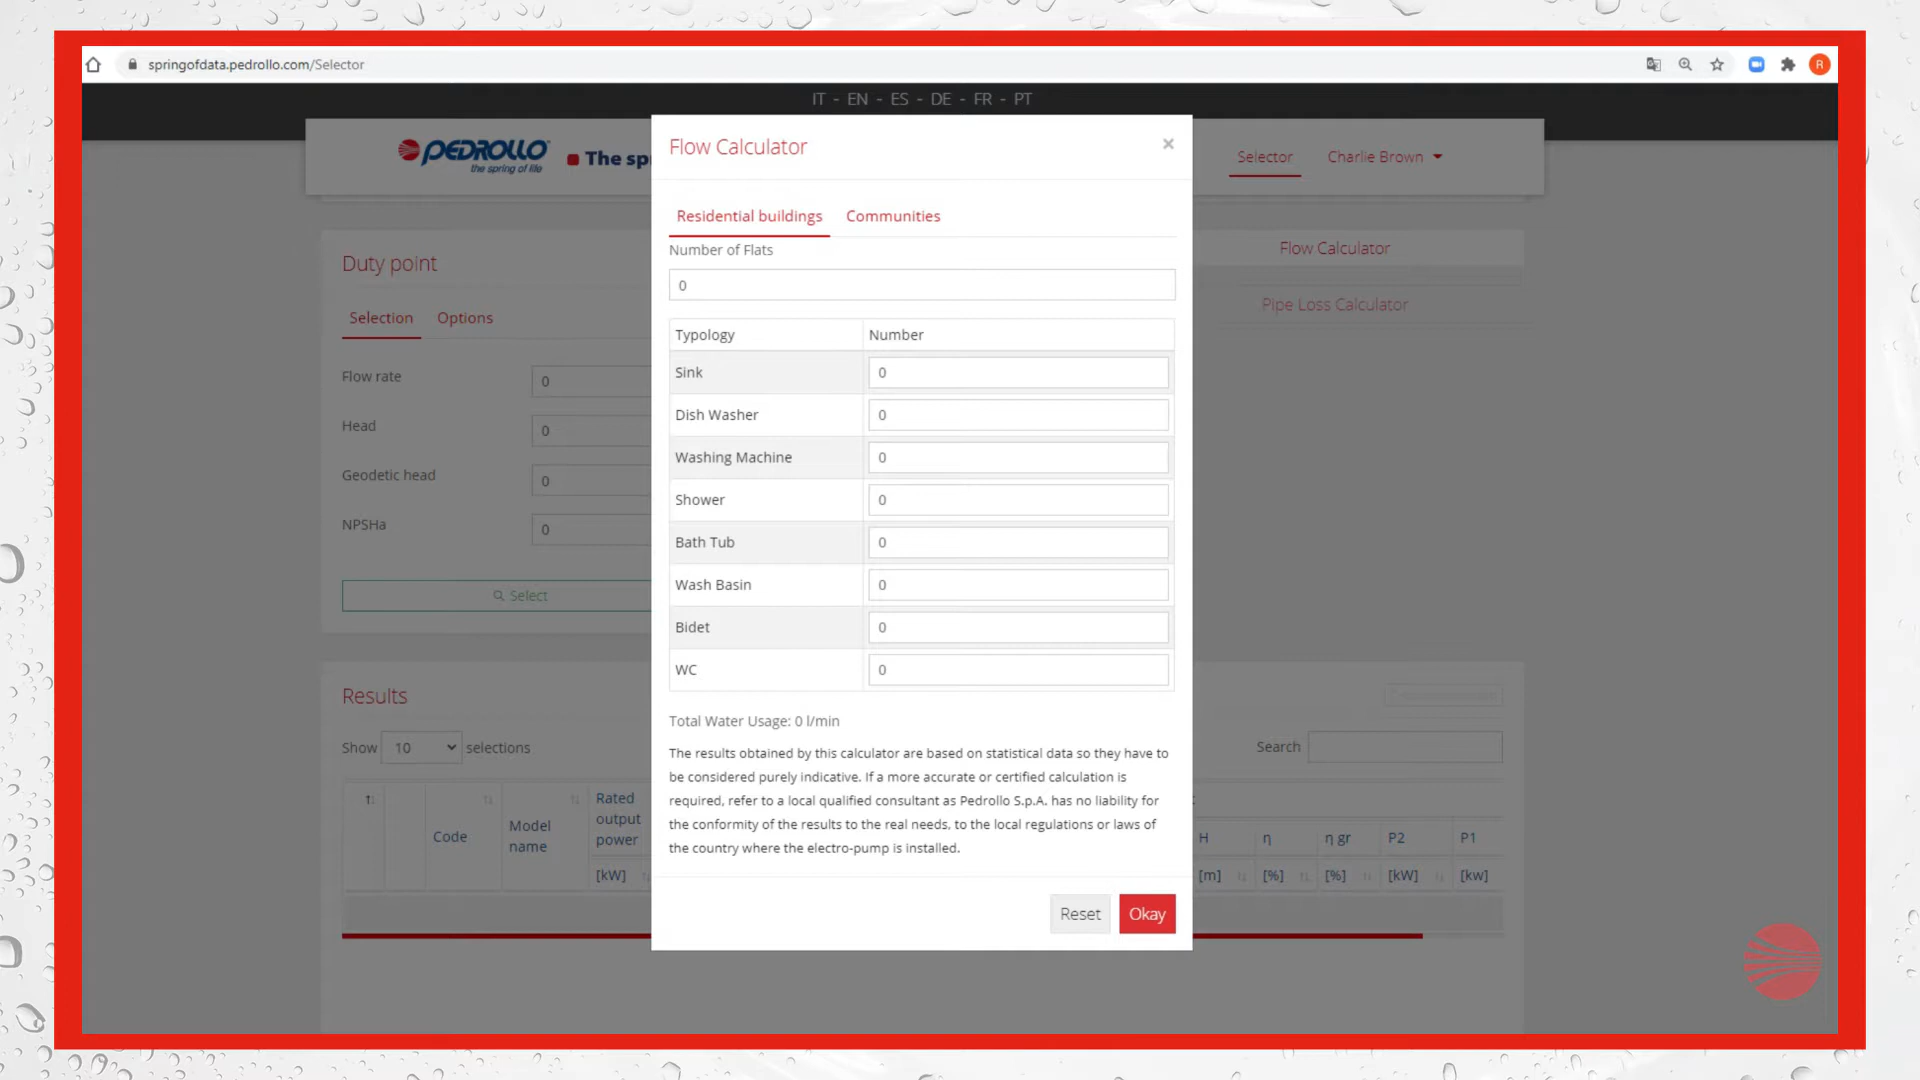 springofdata.pedrollo.com/Selector
R
IT - EN - ES - DE - FR - PT
PEDROLLO
the spring of life
The sp
Selector
Charlie Brown
Flow Calculator
×
Residential buildings
Communities
Number of Flats
0
Typology
Number
Sink
0
Dish Washer
0
Washing Machine
0
Shower
0
Bath Tub
0
Wash Basin
0
Bidet
0
WC
0
Total Water Usage: 0 l/min
The results obtained by this calculator are based on statistical data so they have to
be considered purely indicative. If a more accurate or certified calculation is
required, refer to a local qualified consultant as Pedrollo S.p.A. has no liability for
the conformity of the results to the real needs, to the local regulations or laws of
the country where the electro-pump is installed.
Reset
Okay
Duty point
Selection
Options
Flow rate
0
Head
0
Geodetic head
0
NPSHa
0
Select
Flow Calculator
Pipe Loss Calculator
Results
Show 10 selections
Search
Code
Model
name
Rated
output
power
[kW]
H
η
η gr
P2
P1
[m]
[%]
[%]
[kW]
[kw]